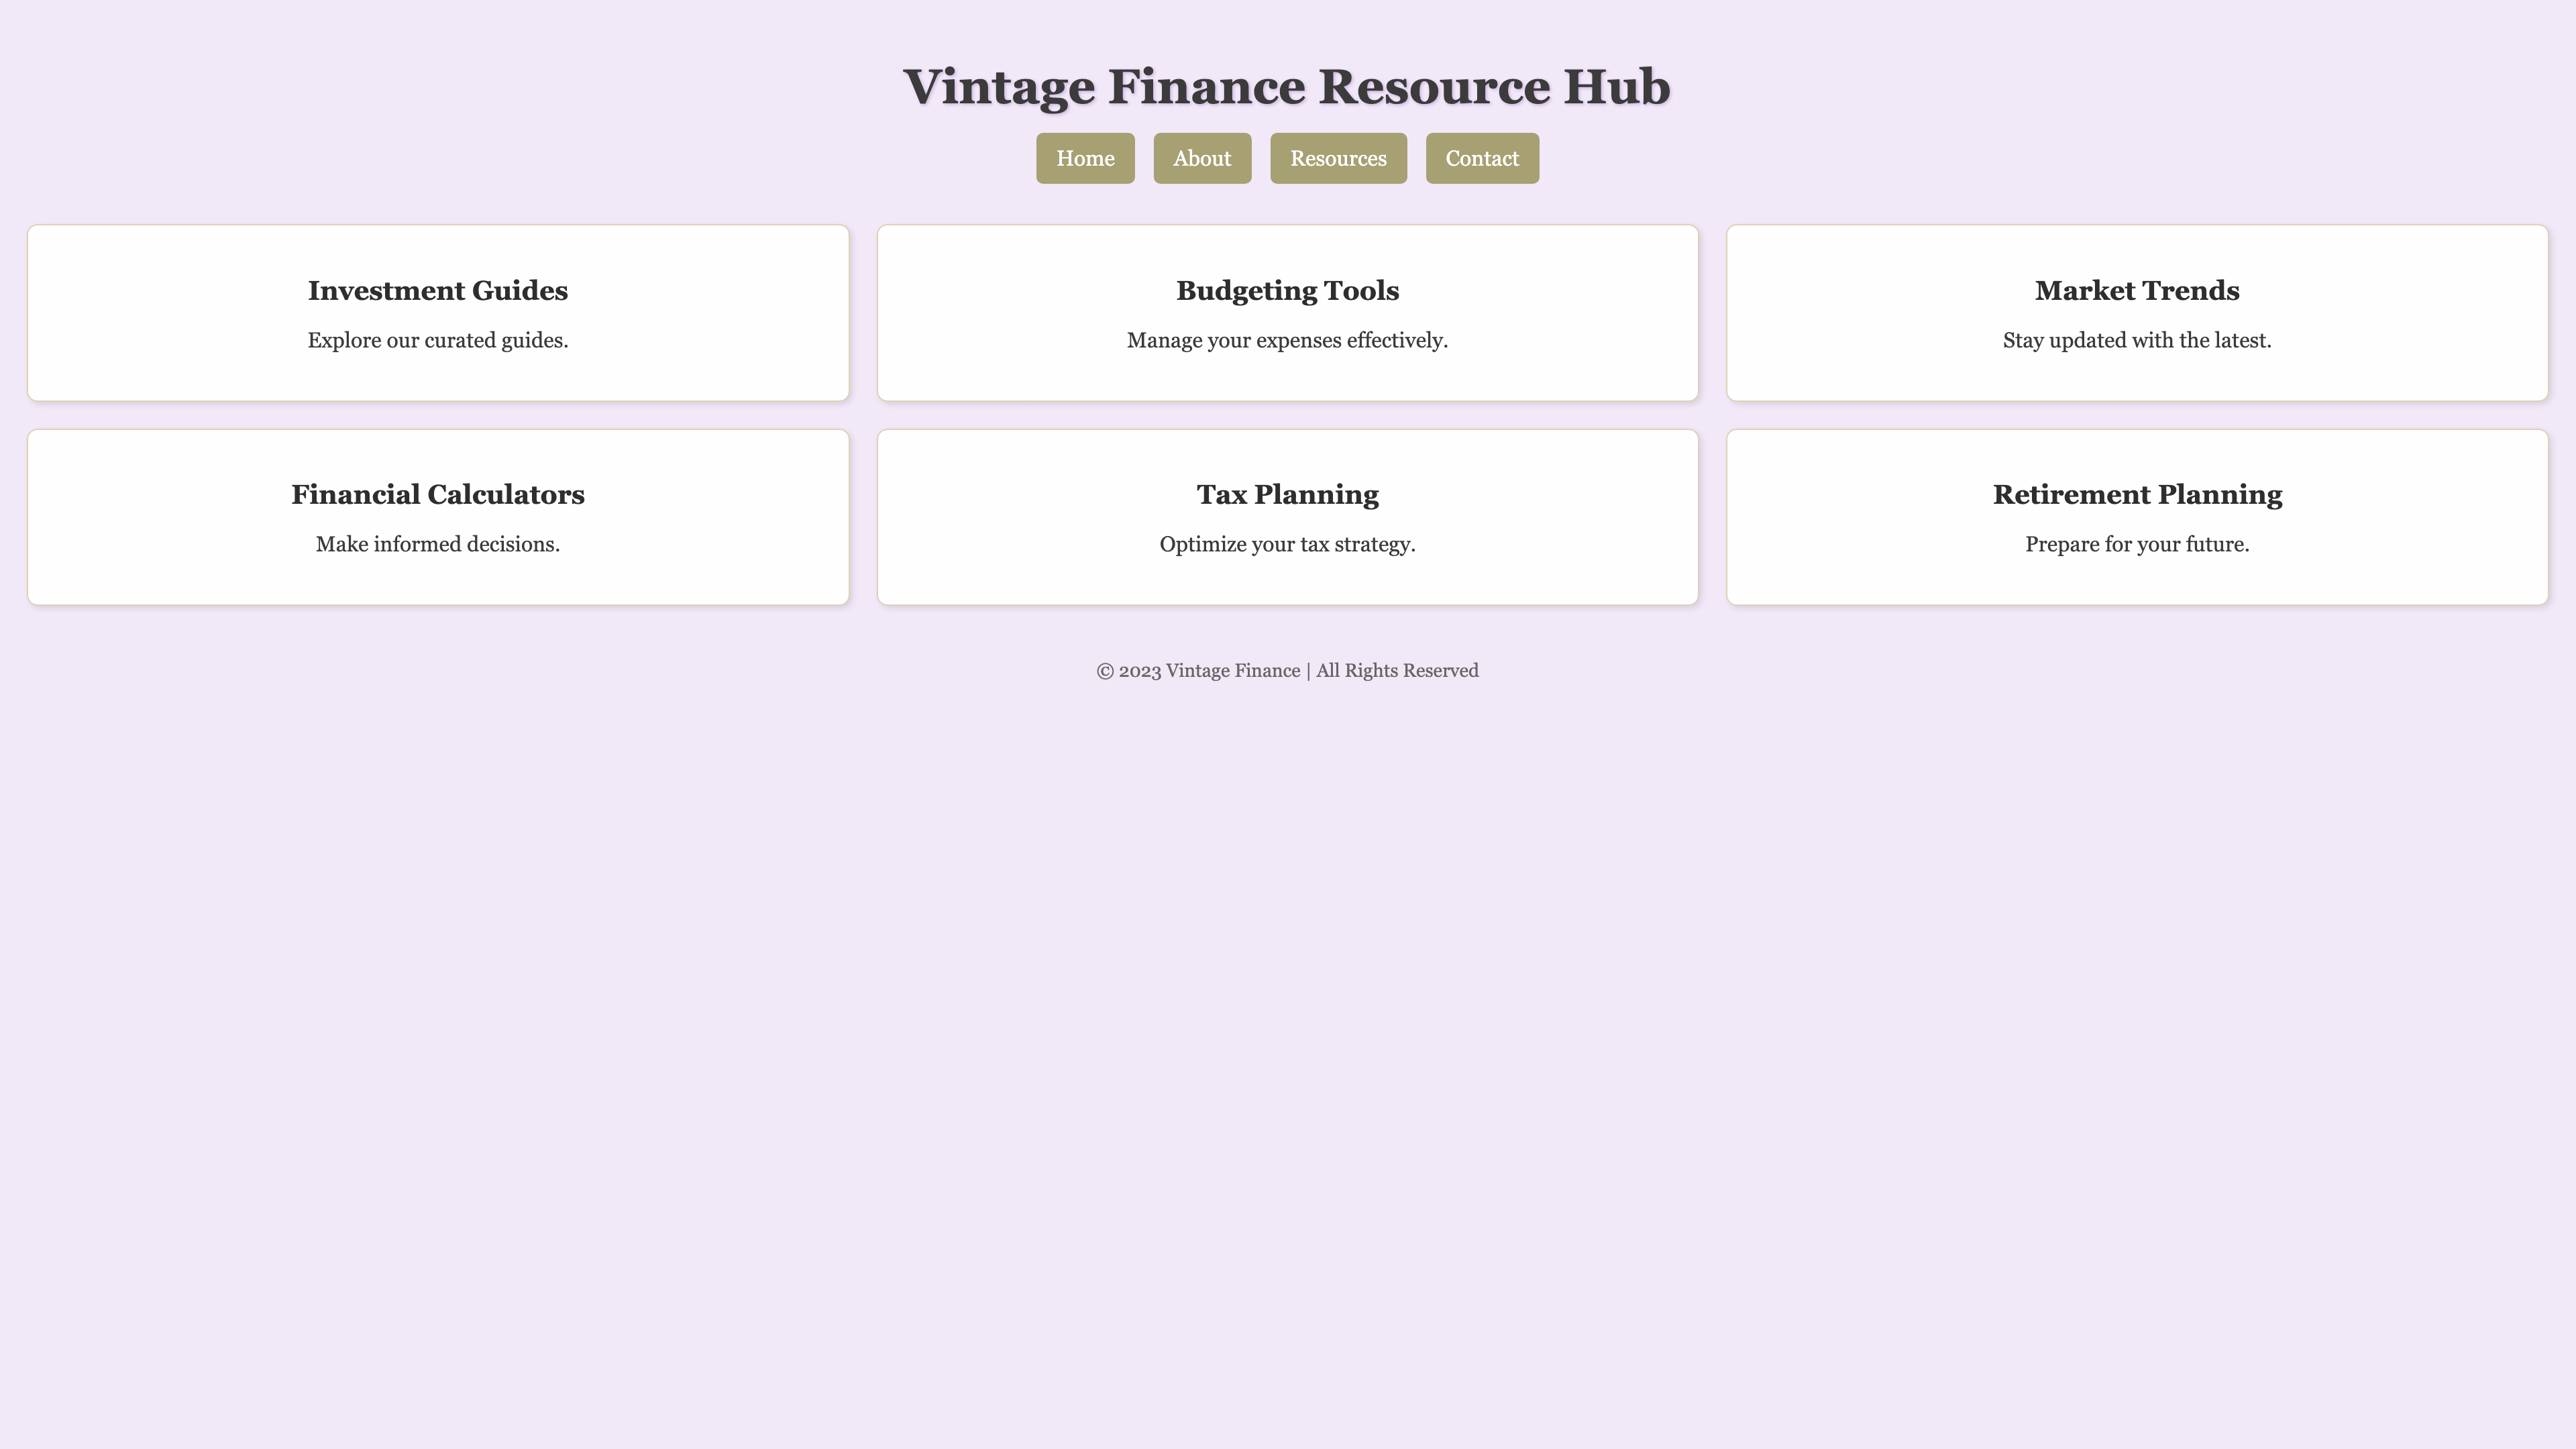 Vintage Finance Resource Hub
Home About Resources Contact
Investment Guides
Explore our curated guides.
Budgeting Tools
Manage your expenses effectively.
Market Trends
Stay updated with the latest.
Financial Calculators
Make informed decisions.
Tax Planning
Optimize your tax strategy.
Retirement Planning
Prepare for your future.
© 2023 Vintage Finance | All Rights Reserved